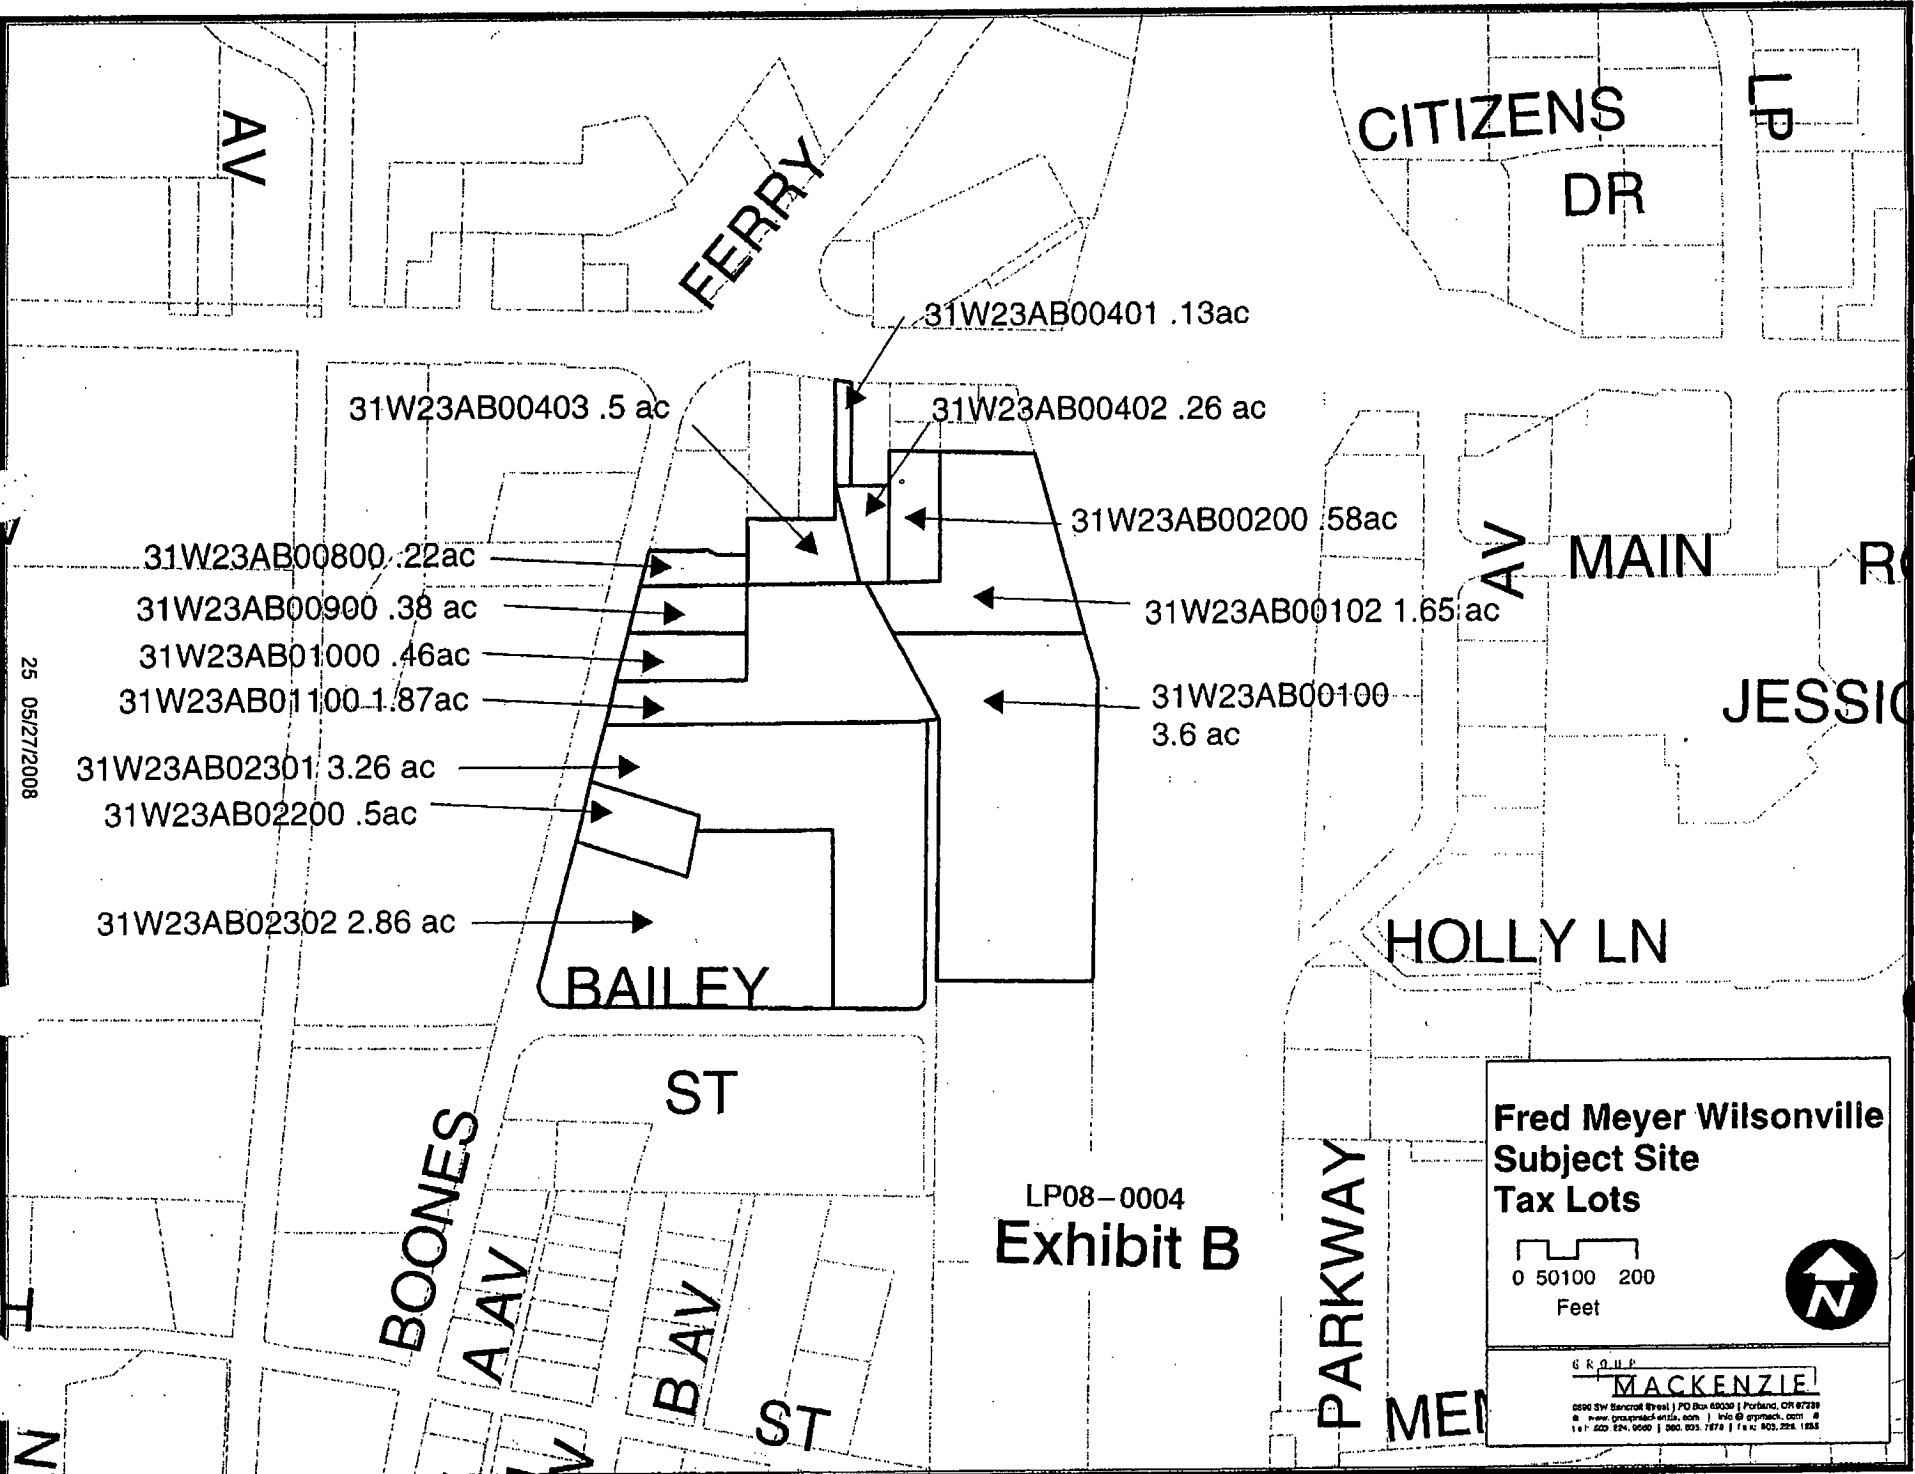 AV
FERRY
CITIZENS
DR
LP
31W23AB00401 .13ac
31W23AB00403 .5 ac
31W23AB00402 .26 ac
31W23AB00200 .58ac
31W23AB00800 .22ac
31W23AB00900 .38 ac
31W23AB01000 .46ac
31W23AB01100 1.87ac
31W23AB00102 1.65 ac
31W23AB00100
3.6 ac
31W23AB02301 3.26 ac
31W23AB02200 .5ac
31W23AB02302 2.86 ac
AV
MAIN
JESSIC
HOLLY LN
BAILEY
ST
BOONES
A AV
B AV
ST
PARKWAY
25 05/27/2008
LP08-0004
Exhibit B
Fred Meyer Wilsonville
Subject Site
Tax Lots
0 50100 200
Feet
N
GROUP
MACKENZIE
N